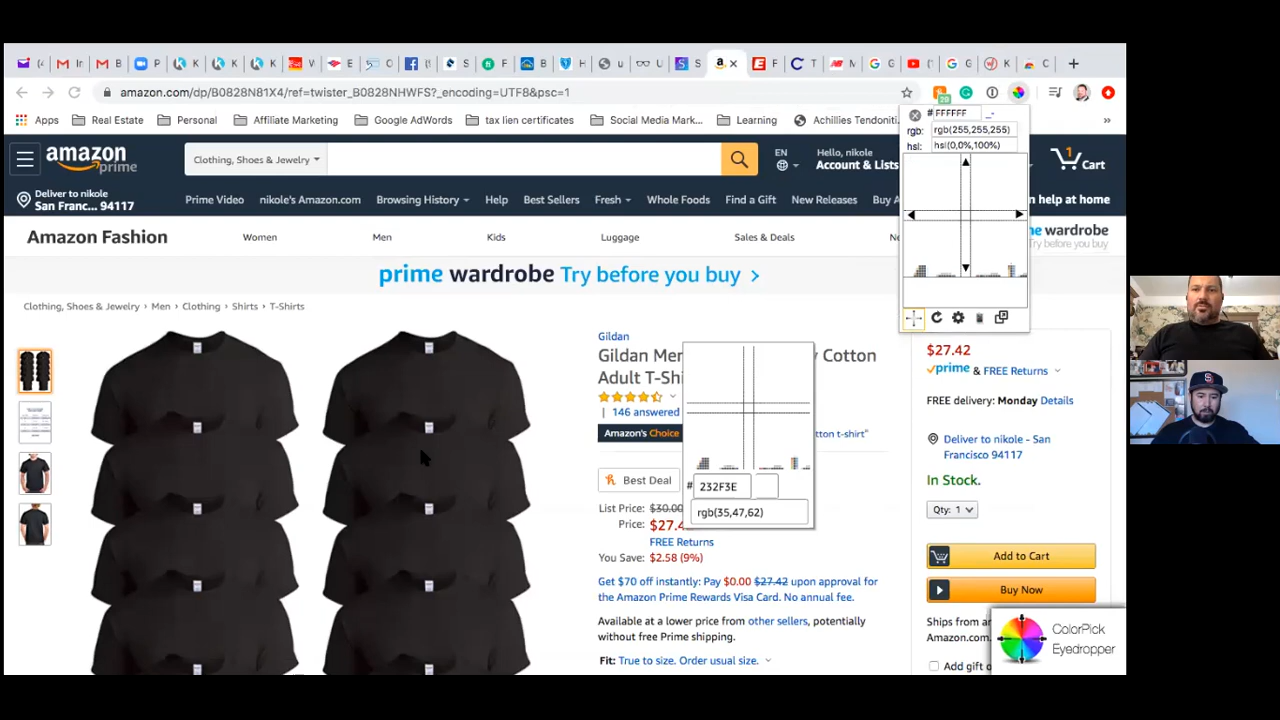 amazon.com/dp/B0828N81X4/ref=twister_B0828NHWFS?_encoding=UTF8&psc=1
Apps Real Estate Personal Affiliate Marketing Google AdWords tax lien certificates Social Media Mark... Learning Achillies Tendoniti... »
# FFFFFF
rgb: rgb(255,255,255)
hsl: hsl(0,0%,100%)
amazon prime
Clothing, Shoes & Jewelry
EN
Hello, nikole
Account & Lists
1
Cart
Deliver to nikole
San Franc... 94117
Prime Video nikole's Amazon.com Browsing History Help Best Sellers Fresh Whole Foods Find a Gift New Releases Buy A
n help at home
Amazon Fashion Women Men Kids Luggage Sales & Deals Ne
me wardrobe
Try before you buy
prime wardrobe Try before you buy >
Clothing, Shoes & Jewelry › Men › Clothing › Shirts › T-Shirts
Gildan
Gildan Men y Cotton
Adult T-Shi
146 answered
Amazon's Choice tton t-shirt"
Best Deal
# 232F3E
rgb(35,47,62)
List Price: $30.00
Price: $27.4
FREE Returns
You Save: $2.58 (9%)
Get $70 off instantly: Pay $0.00 $27.42 upon approval for
the Amazon Prime Rewards Visa Card. No annual fee.
Available at a lower price from other sellers, potentially
without free Prime shipping.
Fit: True to size. Order usual size.
$27.42
prime & FREE Returns
FREE delivery: Monday Details
Deliver to nikole - San
Francisco 94117
In Stock.
Qty: 1
Add to Cart
Buy Now
Ships from an
Amazon.com
Add gift o
ColorPick
Eyedropper